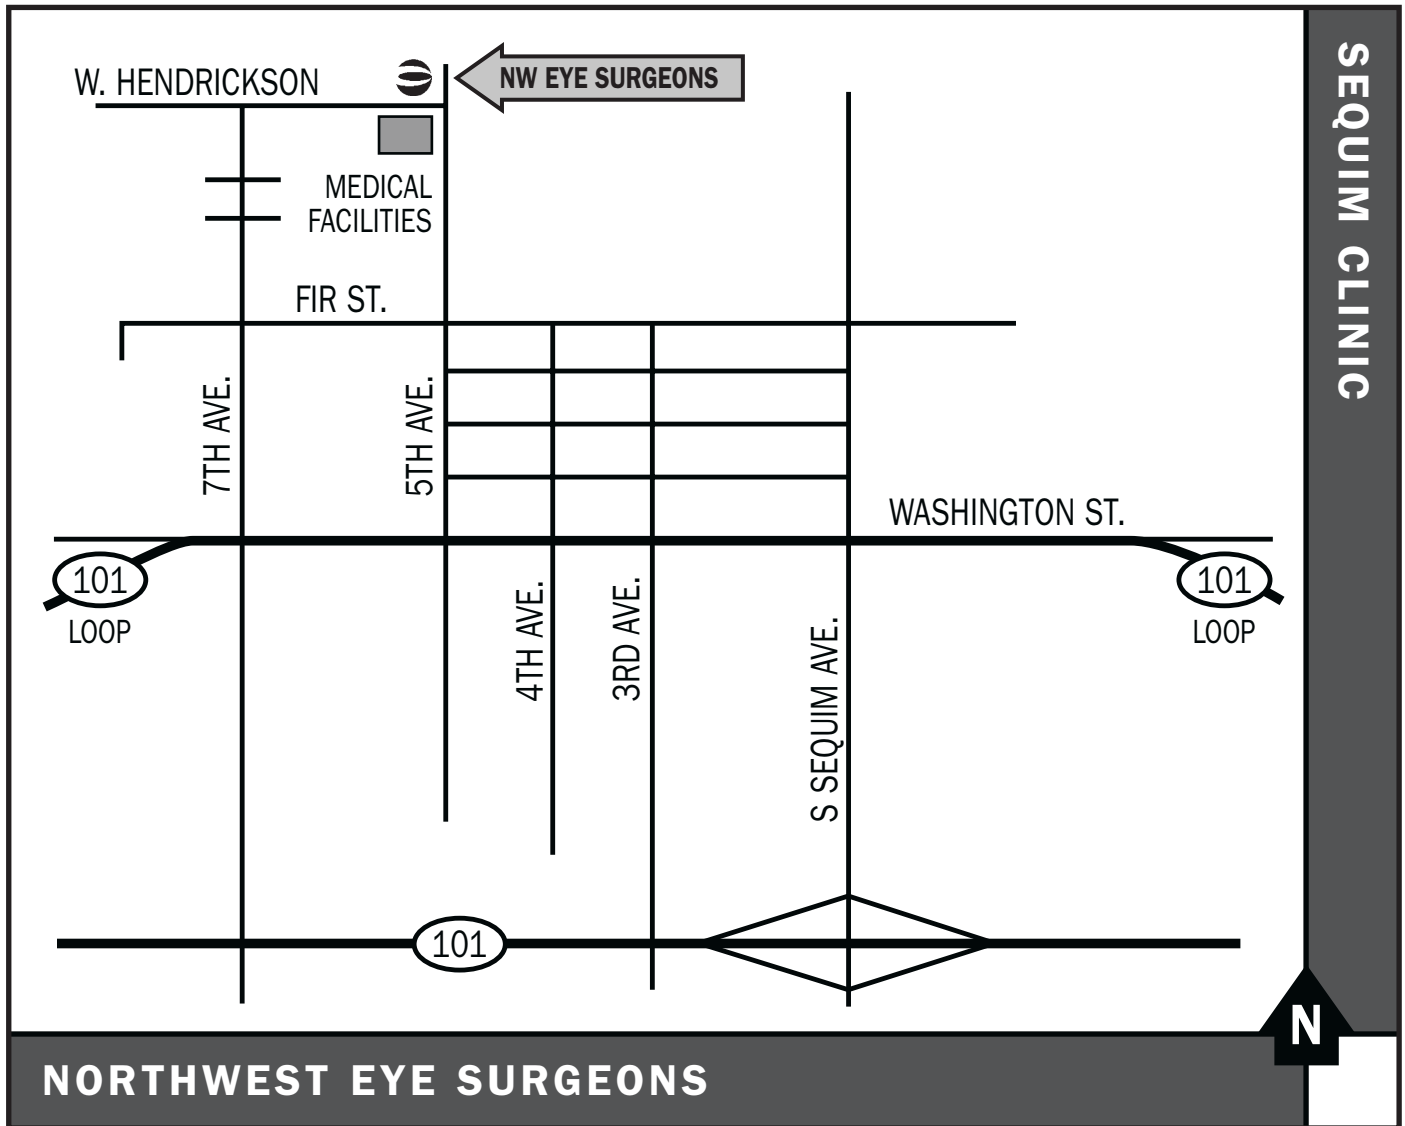 W. HENDRICKSON
NW EYE SURGEONS
MEDICAL
FACILITIES
FIR ST.
7TH AVE.
5TH AVE.
WASHINGTON ST.
101
LOOP
101
LOOP
4TH AVE.
3RD AVE.
S SEQUIM AVE.
101
SEQUIM CLINIC
N
NORTHWEST EYE SURGEONS